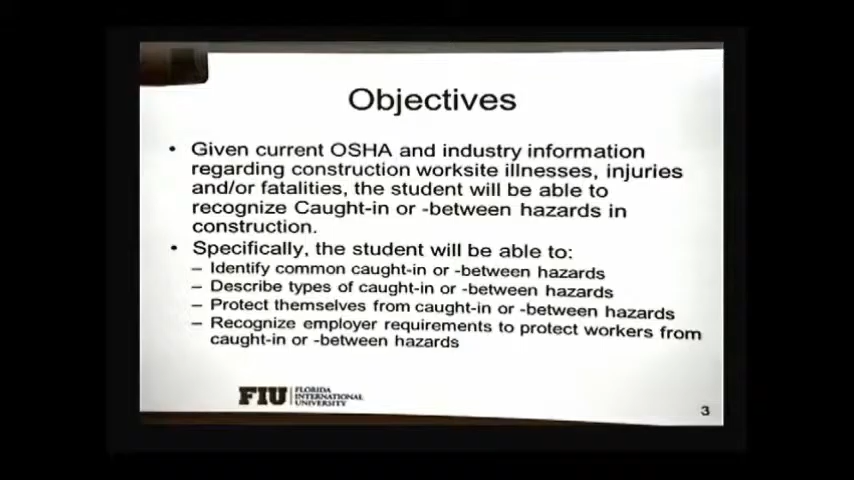 Objectives
• Given current OSHA and industry information
regarding construction worksite illnesses, injuries
and/or fatalities, the student will be able to
recognize Caught-in or -between hazards in
construction.
• Specifically, the student will be able to:
– Identify common caught-in or -between hazards
– Describe types of caught-in or -between hazards
– Protect themselves from caught-in or -between hazards
– Recognize employer requirements to protect workers from
caught-in or -between hazards
FIU FLORIDA
INTERNATIONAL
UNIVERSITY
3